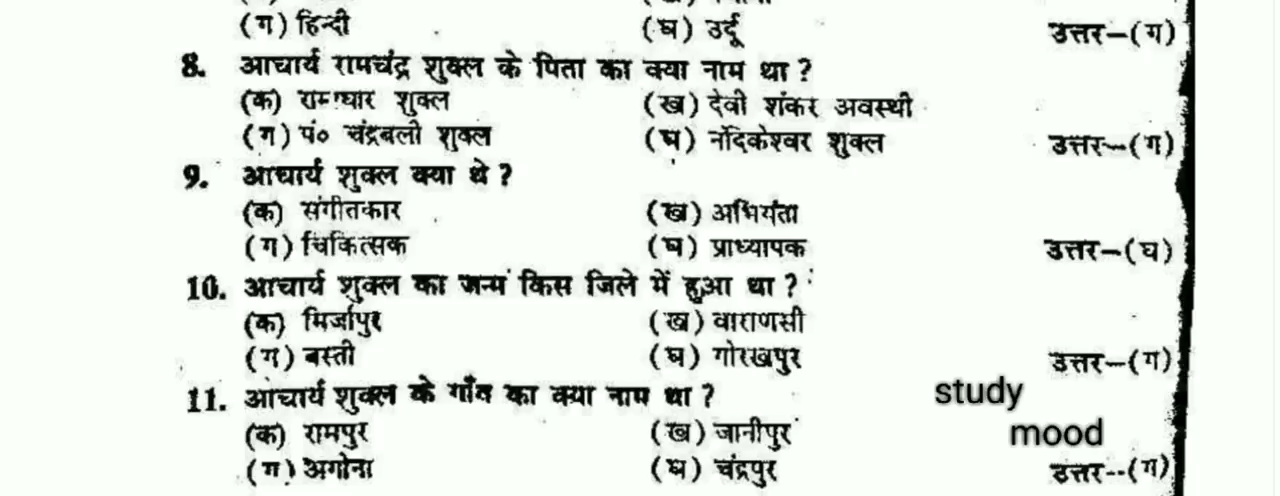 (ग) हिन्दी (घ) उर्दू उत्तर–(ग)
8. आचार्य रामचंद्र शुक्ल के पिता का क्या नाम था ?
(क) रामाधार शुक्ल (ख) देवी शंकर अवस्थी
(ग) पं० चंद्रबली शुक्ल (घ) नंदिकेश्वर शुक्ल उत्तर–(ग)
9. आचार्य शुक्ल क्या थे ?
(क) संगीतकार (ख) अभियंता
(ग) चिकित्सक (घ) प्राध्यापक उत्तर–(घ)
10. आचार्य शुक्ल का जन्म किस जिले में हुआ था ?
(क) मिर्जापुर (ख) वाराणसी
(ग) बस्ती (घ) गोरखपुर उत्तर–(ग)
11. आचार्य शुक्ल के गाँव का क्या नाम था ? study
(क) रामपुर (ख) जानीपुर mood
(ग) अगोना (घ) चंद्रपुर उत्तर--(ग)